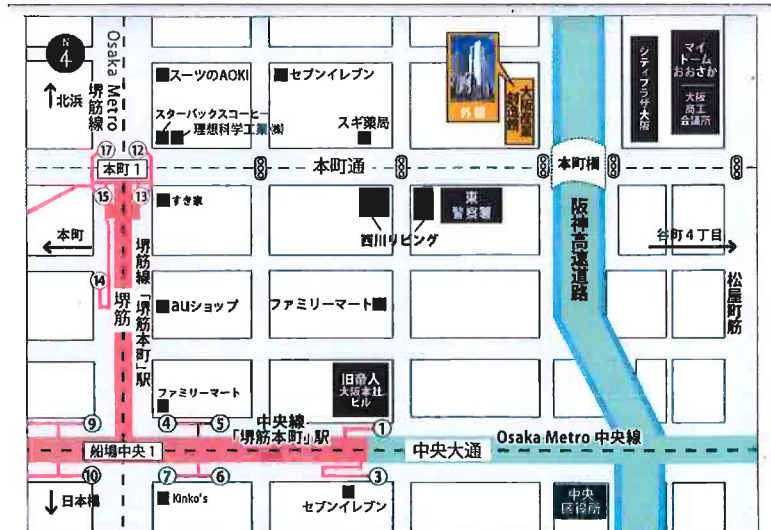 N
4
Osaka Metro
堺筋線
↑北浜
スーツのAOKI
セブンイレブン
スターバックスコーヒー
理想科学工業㈱
スギ薬局
外観
大阪産業
創造館
シティプラザ大阪
マイ
ドーム
おおさか
大阪
商工
会議所
⑰
⑫
本町1
本町通
本町橋
⑮
⑬
すき家
西川リビング
東
警察署
本町
谷町4丁目
阪神高速道路
松屋町筋
⑭
堺筋
堺筋線「堺筋本町」駅
auショップ
ファミリーマート
ファミリーマート
旧帝人
大阪本社
ビル
⑨
④
⑤
中央線
「堺筋本町」駅
①
船場中央1
中央大通
Osaka Metro 中央線
⑩
⑦
⑥
③
↓日本橋
Kinko's
セブンイレブン
中央
区役所